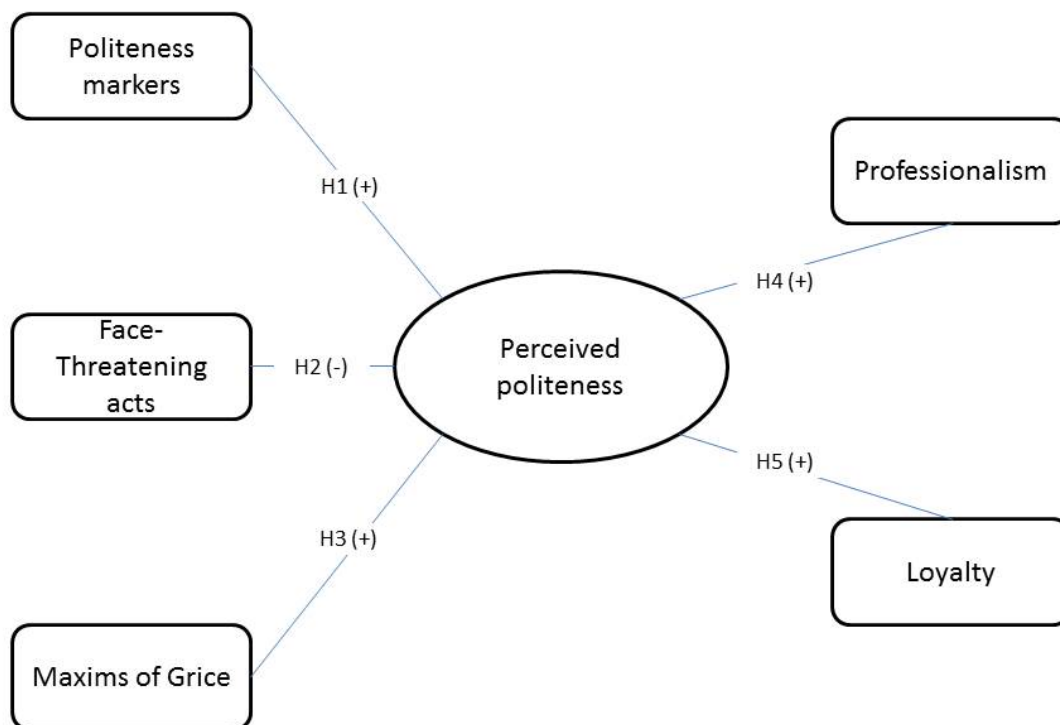 Politeness
markers
H1 (+)
Face-
Threatening
acts
H2 (-)
Maxims of Grice
H3 (+)
Perceived
politeness
Professionalism
H4 (+)
H5 (+)
Loyalty